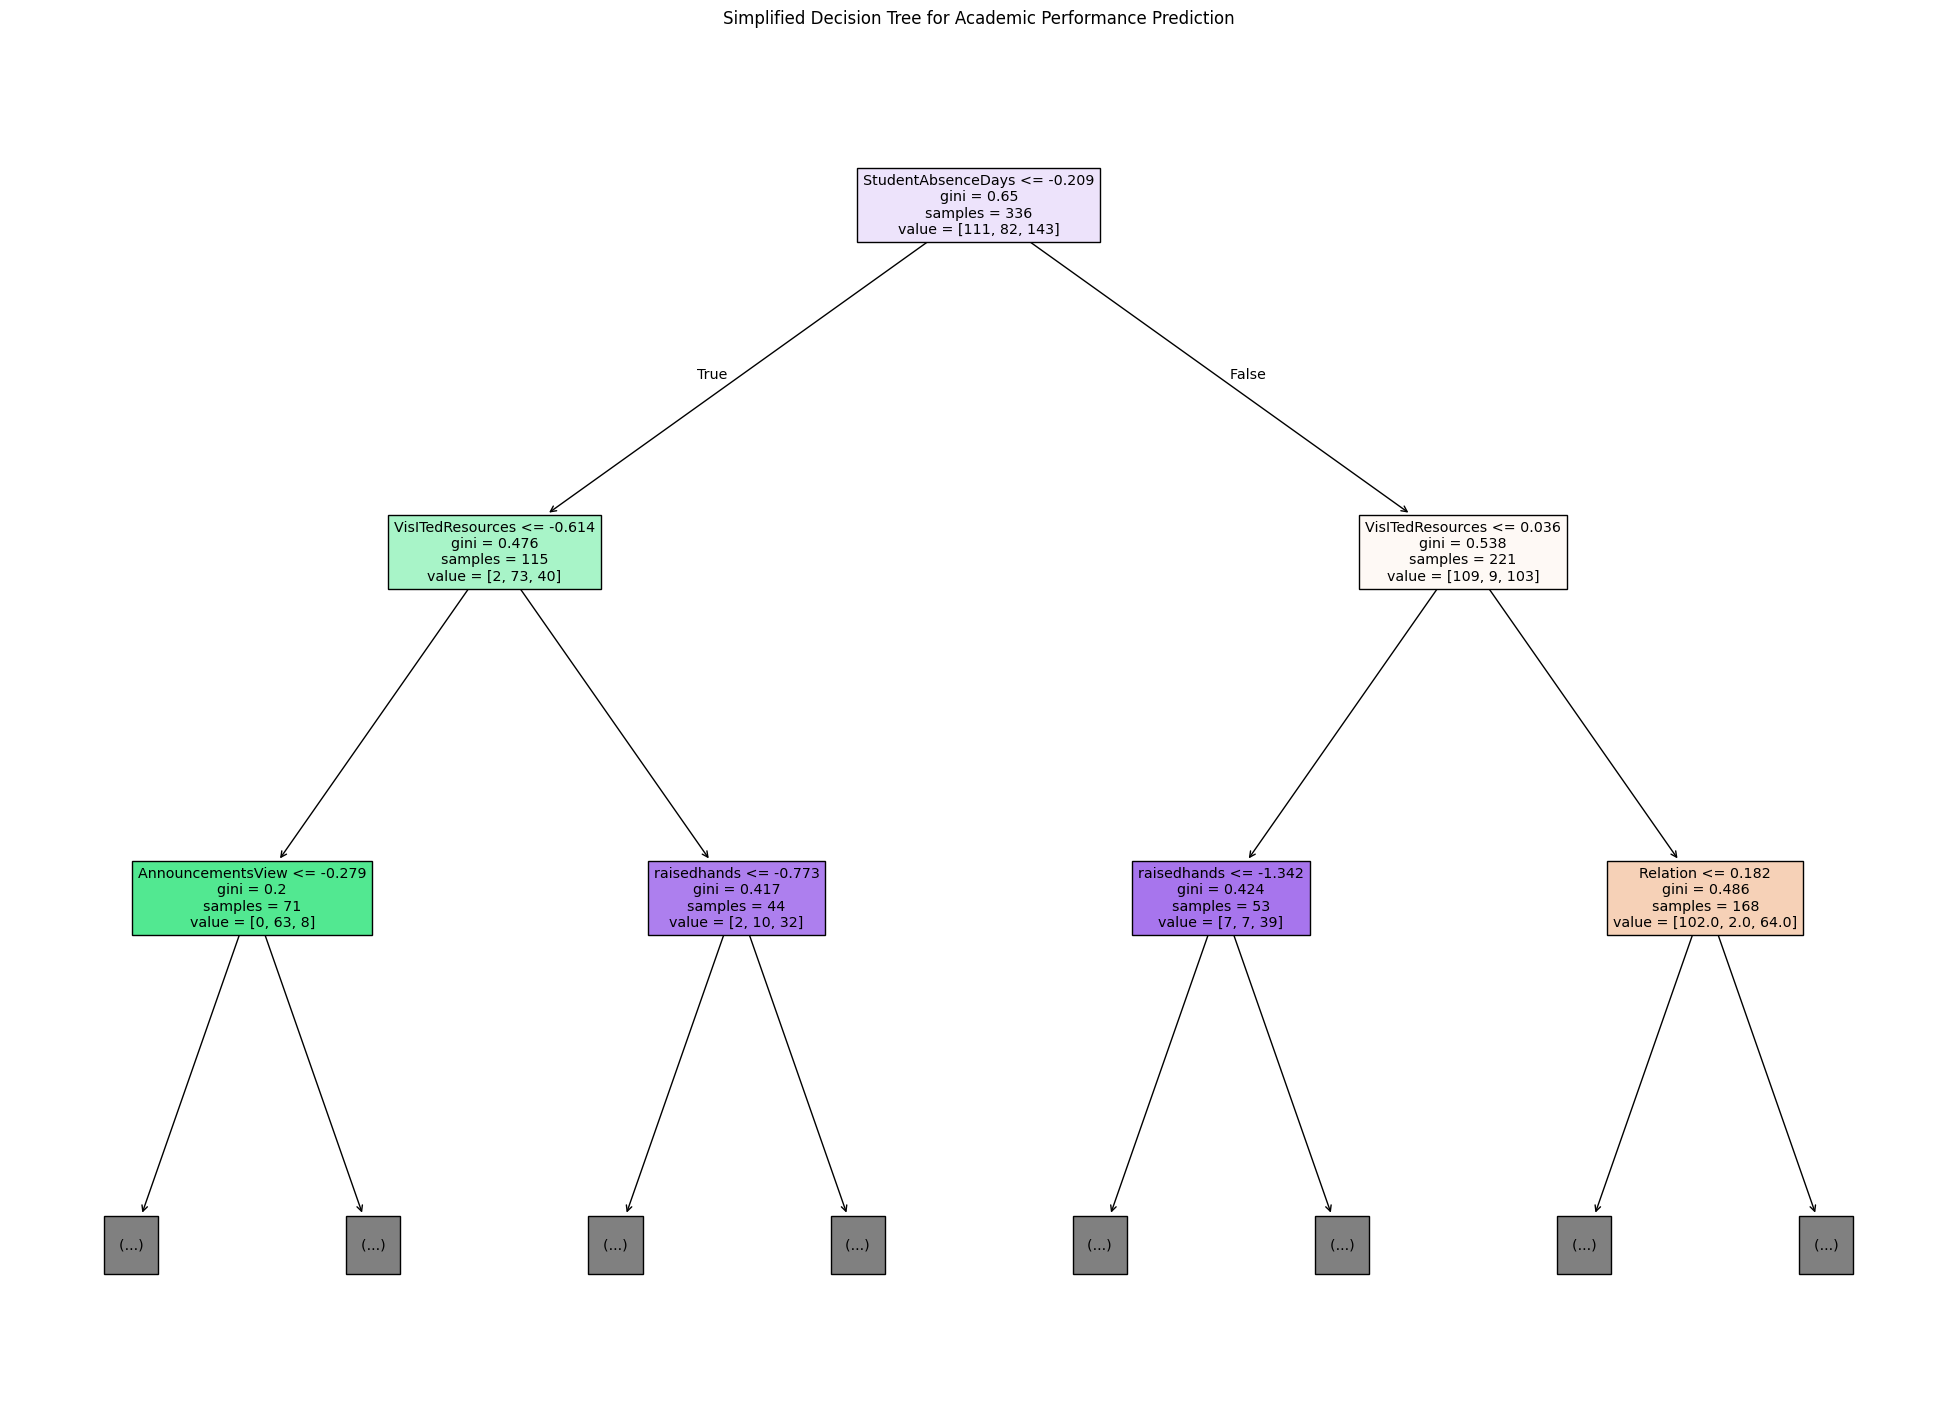 Simplified Decision Tree for Academic Performance Prediction
StudentAbsenceDays <= -0.209
gini = 0.65
samples = 336
value = [111, 82, 143]
True
False
VisITedResources <= -0.614
gini = 0.476
samples = 115
value = [2, 73, 40]
VisITedResources <= 0.036
gini = 0.538
samples = 221
value = [109, 9, 103]
AnnouncementsView <= -0.279
gini = 0.2
samples = 71
value = [0, 63, 8]
raisedhands <= -0.773
gini = 0.417
samples = 44
value = [2, 10, 32]
raisedhands <= -1.342
gini = 0.424
samples = 53
value = [7, 7, 39]
Relation <= 0.182
gini = 0.486
samples = 168
value = [102.0, 2.0, 64.0]
(...)
(...)
(...)
(...)
(...)
(...)
(...)
(...)